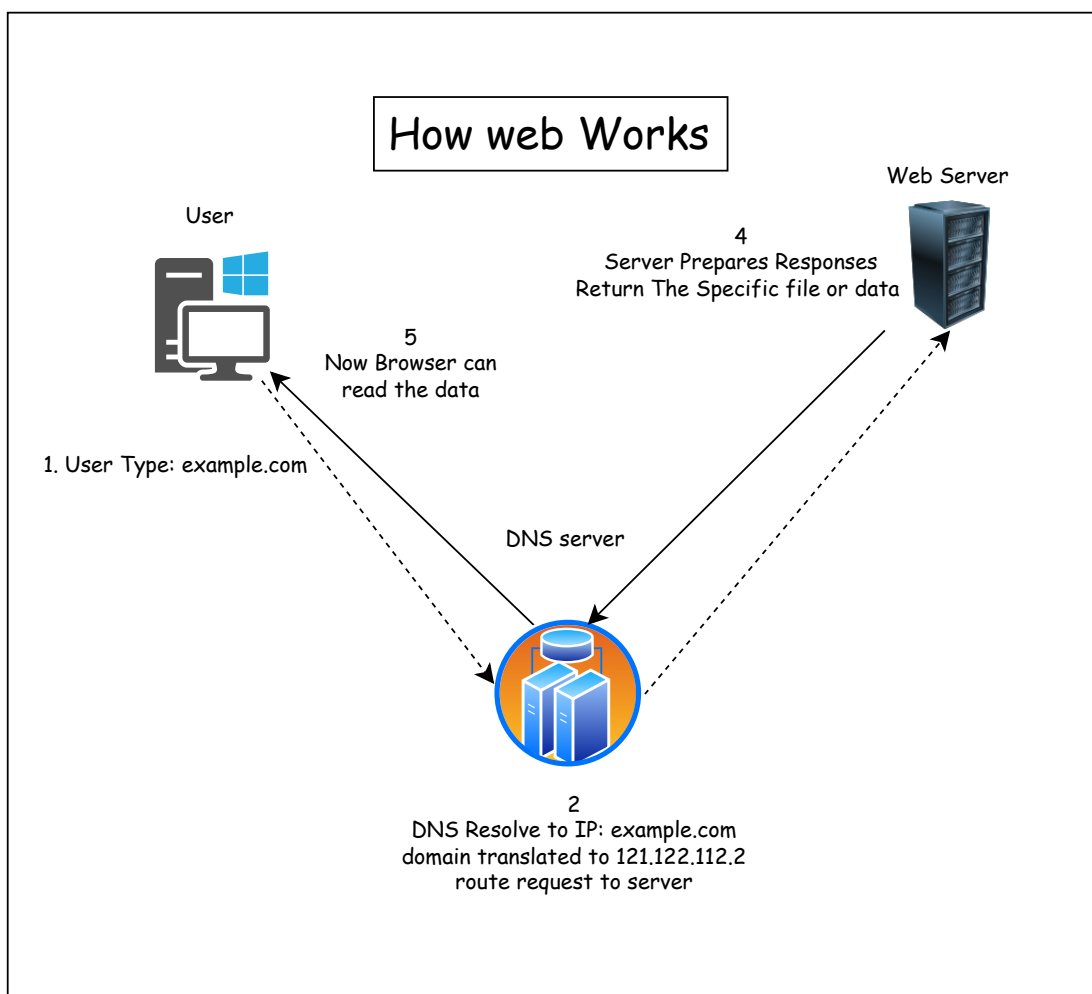 How web Works
Web Server
User
4
Server Prepares Responses
Return The Specific file or data
5
Now Browser can
read the data
1. User Type: example.com
DNS server
2
DNS Resolve to IP: example.com
domain translated to 121.122.112.2
route request to server